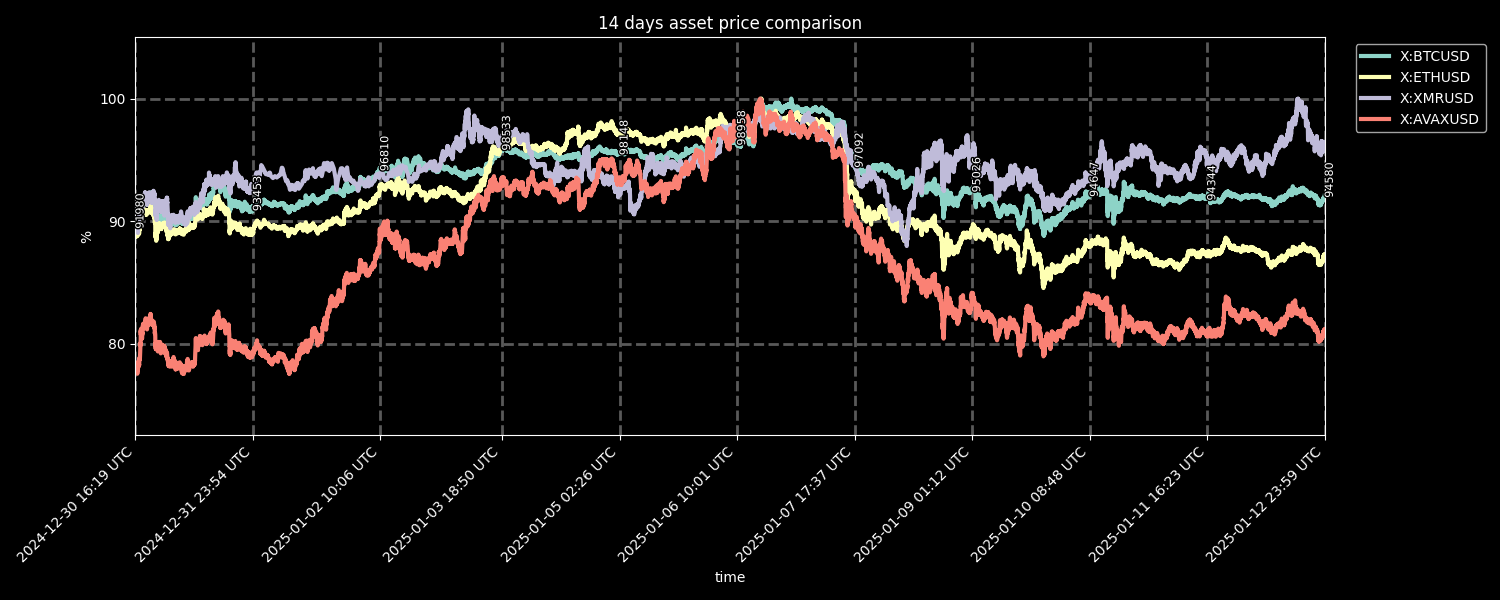 14 days asset price comparison
X:BTCUSD
X:ETHUSD
X:XMRUSD
X:AVAXUSD
100
90
80
%
96810
98533
98148
98958
97092
95026
94647
94344
94580
93453
2024-12-30 16:19 UTC
2024-12-31 23:54 UTC
2025-01-02 10:06 UTC
2025-01-03 18:50 UTC
2025-01-05 02:26 UTC
2025-01-06 10:01 UTC
2025-01-07 17:37 UTC
2025-01-09 01:12 UTC
2025-01-10 08:48 UTC
2025-01-11 16:23 UTC
2025-01-12 23:59 UTC
time